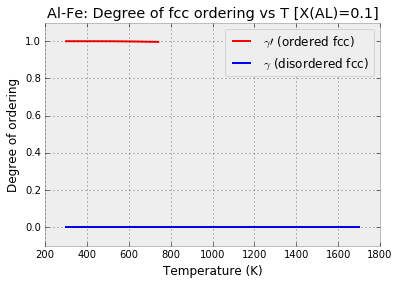 Al-Fe: Degree of fcc ordering vs T [X(AL)=0.1]
1.0
γ′ (ordered fcc)
γ (disordered fcc)
0.8
0.6
0.4
0.2
0.0
Degree of ordering
200 400 600 800 1000 1200 1400 1600 1800
Temperature (K)